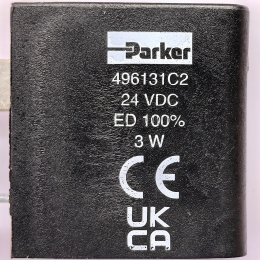 Parker
496131C2
24 VDC
ED 100%
3 W
CE
UK
CA